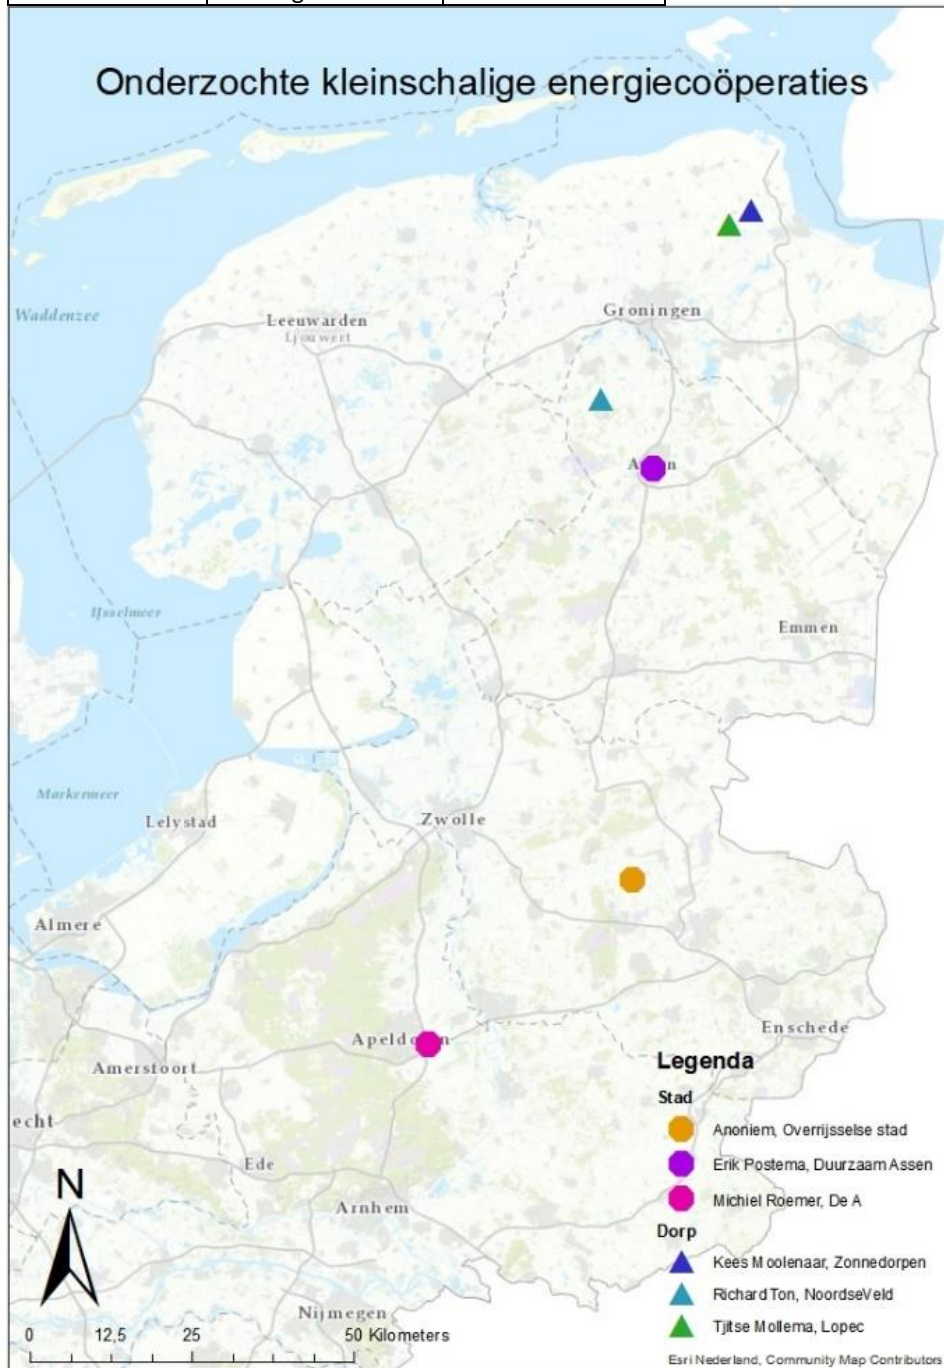 Onderzochte kleinschalige energiecoöperaties
Waddenzee
Leeuwarden
Ljouwert
Groningen
IJsselmeer
Emmen
Markermeer
Lelystad
Zwolle
Almere
Apeldo n
Enschede
Amersfoort
Legenda
Stad
echt
Anoniem, Overrijsselse stad
Erik Postema, Duurzaam Assen
Ede
N
Michiel Roemer, De A
Arnhem
Dorp
Kees Moolenaar, Zonnedorpen
Richard Ton, NoordseVeld
Nijmegen
Tjitse Mollema, Lopec
0 12,5 25 50 Kilometers
Esri Nederland, Community Map Contributors